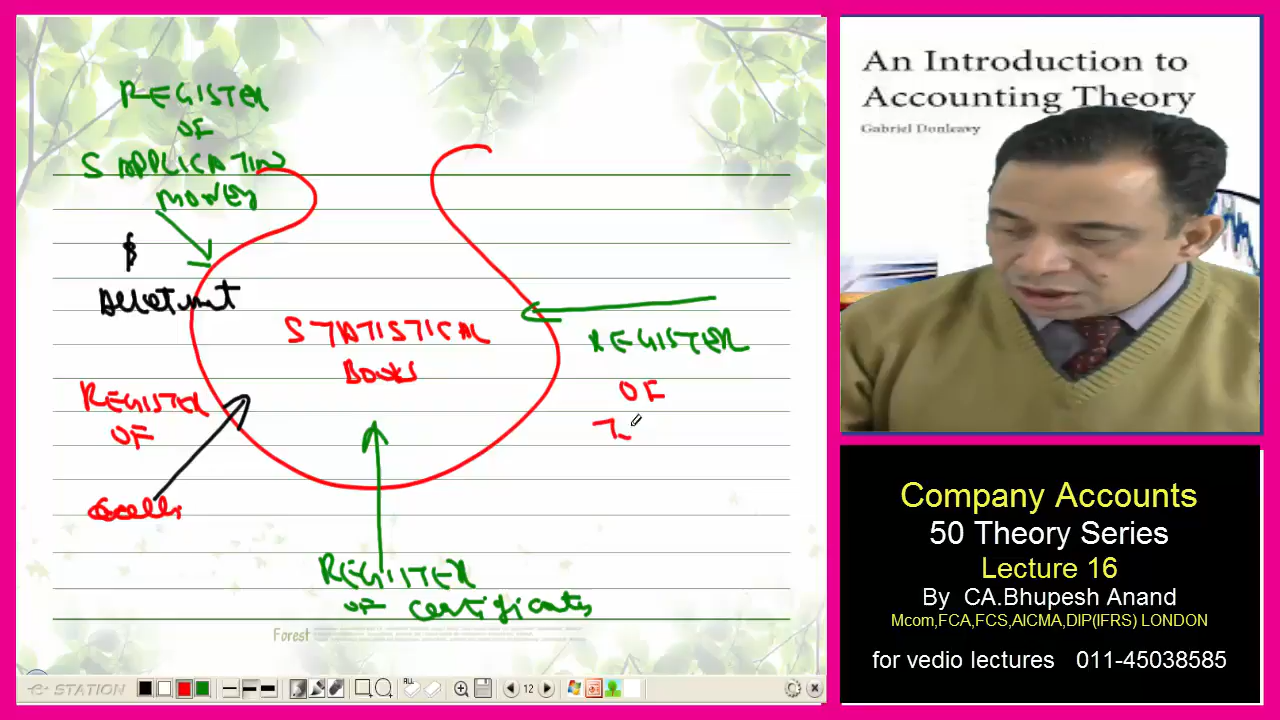 REGISTER
OF
S APPLICATION
MONEY
$
Allotment
REGISTER
OF
Calls
STATISTICAL
Books
REGISTER
OF
REGISTER
OF certificates
Forest
e-STATION
ALL
12
An Introduction to
Accounting Theory
Gabriel Donleavy
Company Accounts
50 Theory Series
Lecture 16
By CA.Bhupesh Anand
Mcom,FCA,FCS,AICMA,DIP(IFRS) LONDON
for vedio lectures 011-45038585